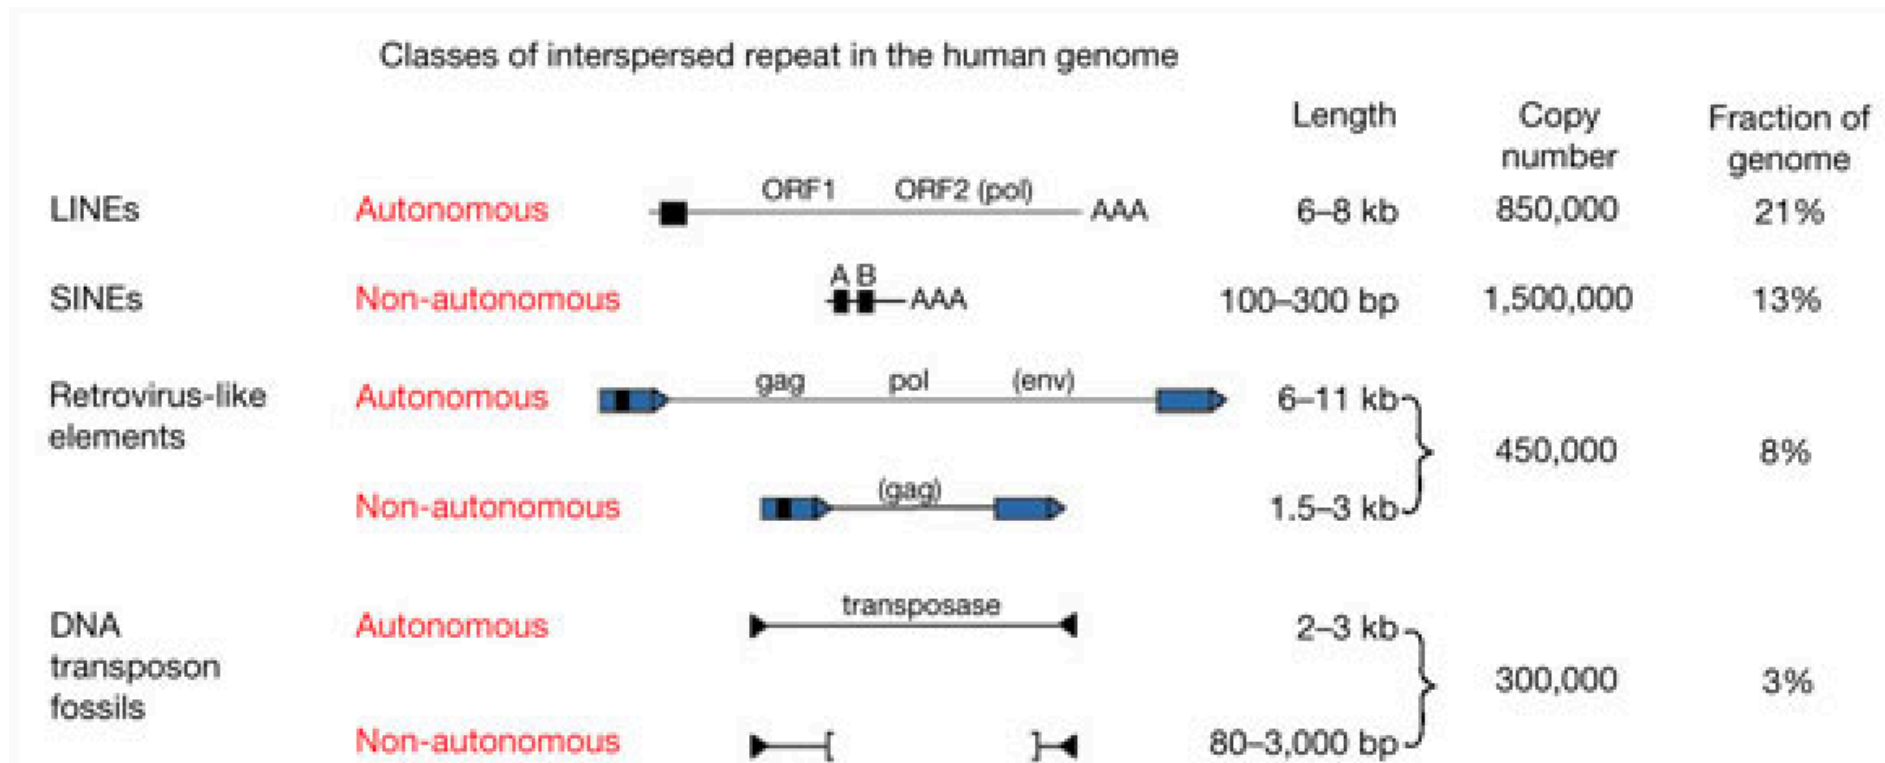 Classes of interspersed repeat in the human genome
Length Copy number Fraction of genome
LINEs Autonomous ORF1 ORF2 (pol) AAA 6–8 kb 850,000 21%
SINEs Non-autonomous A B AAA 100–300 bp 1,500,000 13%
Retrovirus-like elements Autonomous gag pol (env) 6–11 kb 450,000 8%
Non-autonomous (gag) 1.5–3 kb
DNA transposon fossils Autonomous transposase 2–3 kb 300,000 3%
Non-autonomous 80–3,000 bp